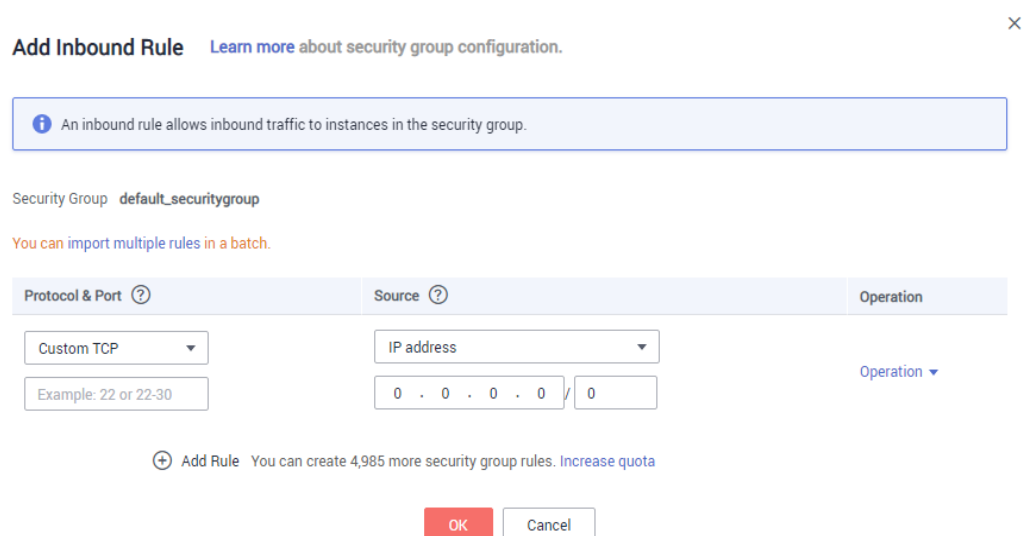 Add Inbound Rule Learn more about security group configuration.
An inbound rule allows inbound traffic to instances in the security group.
Security Group default_securitygroup
You can import multiple rules in a batch.
Protocol & Port Source Operation
Custom TCP IP address
Operation
Example: 22 or 22-30 0 . 0 . 0 . 0 / 0
Add Rule You can create 4,985 more security group rules. Increase quota
OK Cancel